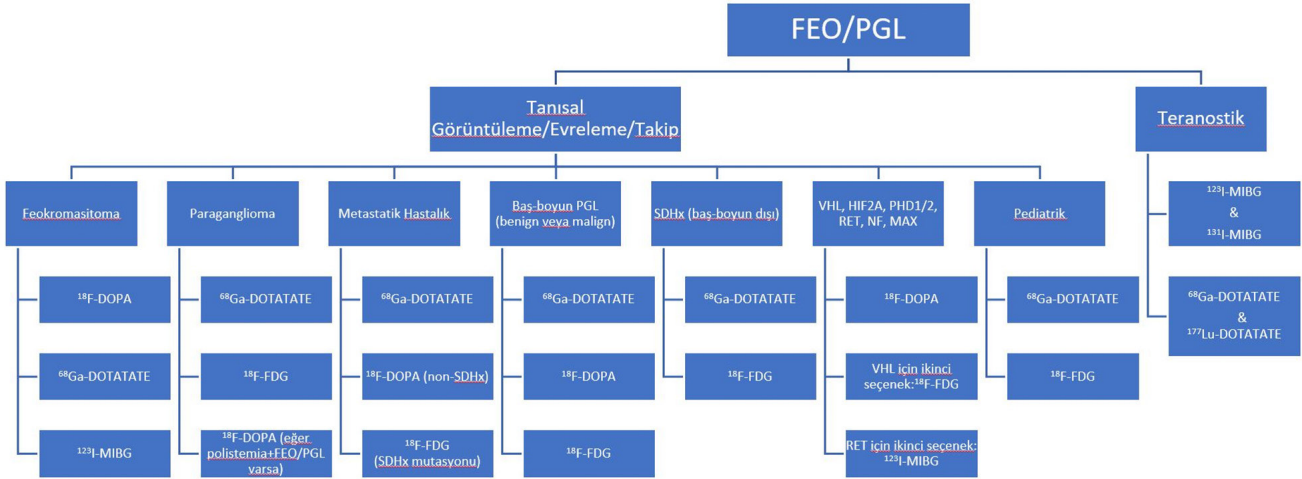 FEO/PGL
Tanısal
Görüntüleme/Evreleme/Takip
Teranostik
Feokromasitoma
Paraganglioma
Metastatik Hastalık
Baş-boyun PGL
(benign veya malign)
SDHx (baş-boyun dışı)
VHL, HIF2A, PHD1/2,
RET, NF, MAX
Pediatrik
¹⁸F-DOPA
⁶⁸Ga-DOTATATE
¹²³I-MIBG
⁶⁸Ga-DOTATATE
¹⁸F-FDG
¹⁸F-DOPA (eğer
polistemia+FEO/PGL
varsa)
⁶⁸Ga-DOTATATE
¹⁸F-DOPA (non-SDHx)
¹⁸F-FDG
(SDHx mutasyonu)
⁶⁸Ga-DOTATATE
¹⁸F-DOPA
¹⁸F-FDG
⁶⁸Ga-DOTATATE
¹⁸F-FDG
¹⁸F-DOPA
VHL için ikinci
seçenek:¹⁸F-FDG
RET için ikinci seçenek:
¹²³I-MIBG
⁶⁸Ga-DOTATATE
¹⁸F-FDG
¹²³I-MIBG
&
¹³¹I-MIBG
⁶⁸Ga-DOTATATE
&
¹⁷⁷Lu-DOTATATE